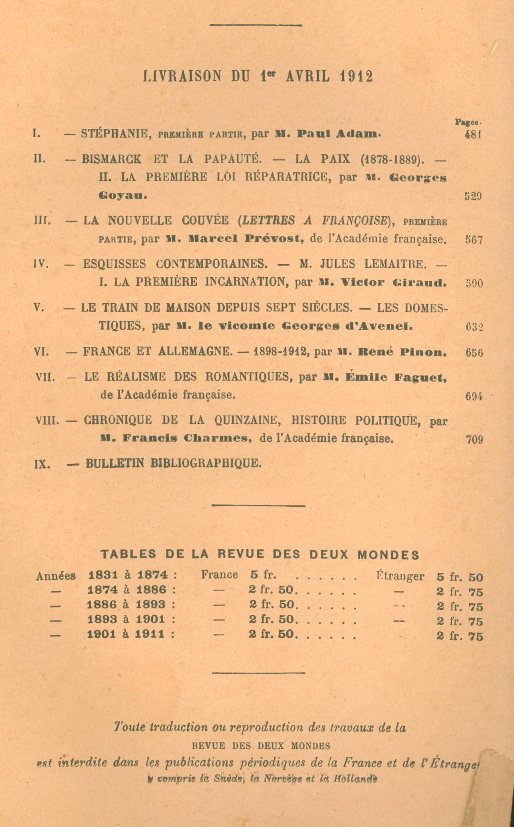 LIVRAISON DU 1er AVRIL 1912
Pages.
I. — STÉPHANIE, PREMIÈRE PARTIE, par M. Paul Adam. 481
II. — BISMARCK ET LA PAPAUTÉ. — LA PAIX (1878-1889). —
II. LA PREMIÈRE LOI RÉPARATRICE, par M. Georges
Goyau. 529
III. — LA NOUVELLE COUVÉE (LETTRES A FRANÇOISE), PREMIÈRE
PARTIE, par M. Marcel Prévost, de l'Académie française. 567
IV. — ESQUISSES CONTEMPORAINES. — M. JULES LEMAITRE. —
I. LA PREMIÈRE INCARNATION, par M. Victor Giraud. 590
V. — LE TRAIN DE MAISON DEPUIS SEPT SIÈCLES. — LES DOMES-
TIQUES, par M. le vicomte Georges d'Avenel. 632
VI. — FRANCE ET ALLEMAGNE. — 1898-1912, par M. René Pinon. 656
VII. — LE RÉALISME DES ROMANTIQUES, par M. Émile Faguet,
de l'Académie française. 694
VIII. — CHRONIQUE DE LA QUINZAINE, HISTOIRE POLITIQUE, par
M. Francis Charmes, de l'Académie française. 709
IX. — BULLETIN BIBLIOGRAPHIQUE.
TABLES DE LA REVUE DES DEUX MONDES
Années 1831 à 1874 : France 5 fr. . . . . . . Étranger 5 fr. 50
— 1874 à 1886 : — 2 fr. 50. . . . . . — 2 fr. 75
— 1886 à 1893 : — 2 fr. 50. . . . . . — 2 fr. 75
— 1893 à 1901 : — 2 fr. 50. . . . . . — 2 fr. 75
— 1901 à 1911 : — 2 fr. 50. . . . . . 2 fr. 75
Toute traduction ou reproduction des travaux de la
REVUE DES DEUX MONDES
est interdite dans les publications périodiques de la France et de l'Étranger
y compris la Suède, la Norvège et la Hollande